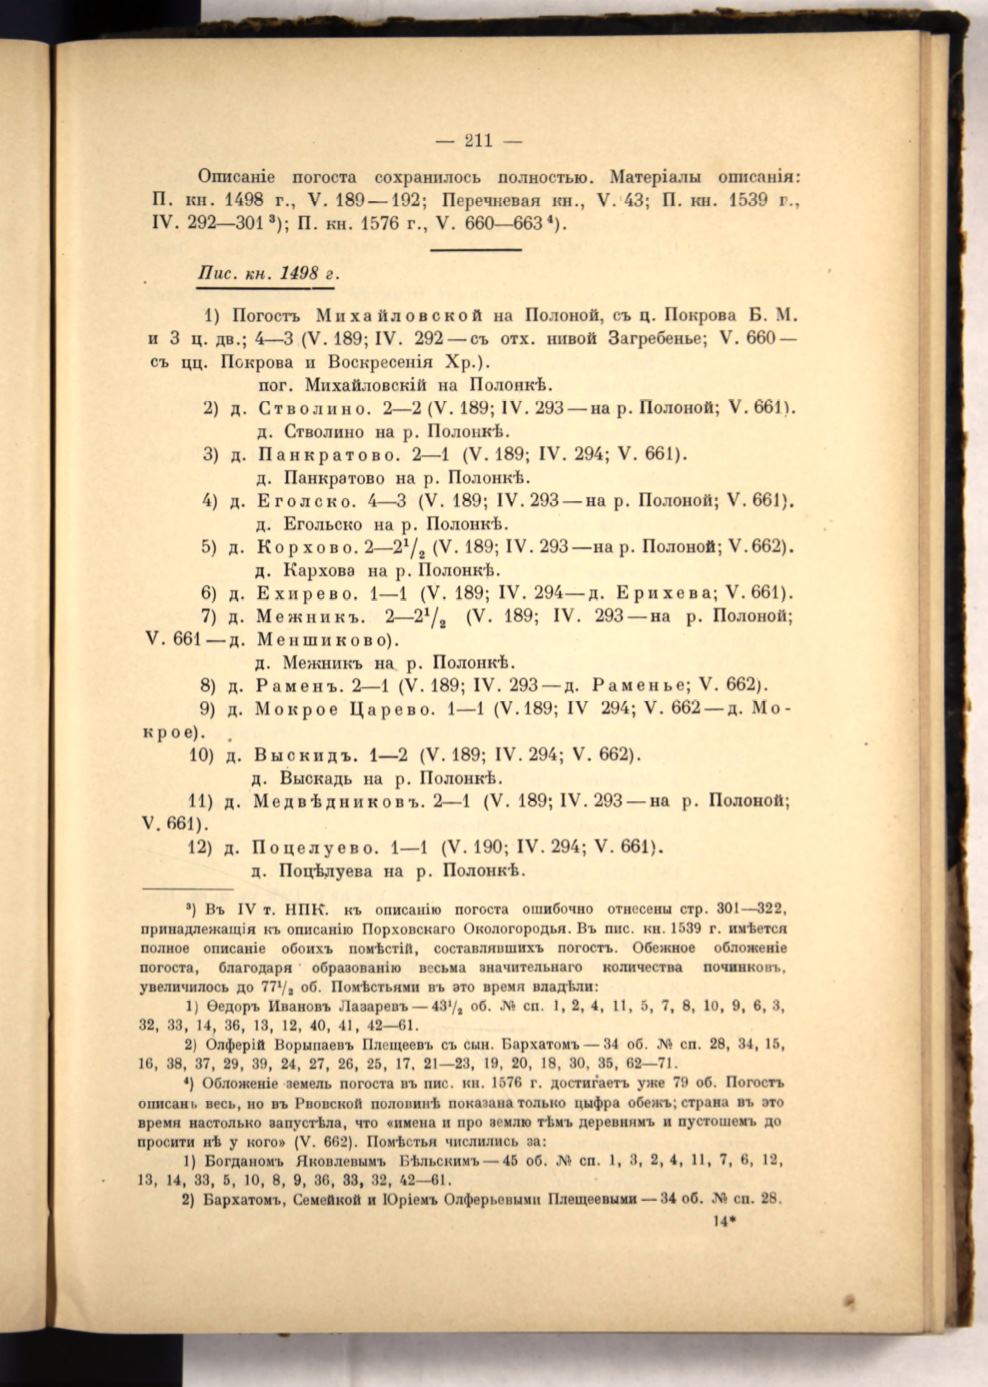 — 211 —
Описаніе погоста сохранилось полностью. Матеріалы описанія:
П. кн. 1498 г., V. 189—192; Перечневая кн., V. 43; П. кн. 1539 г.,
IV. 292—301 ³); П. кн. 1576 г., V. 660—663 ⁴).
Пис. кн. 1498 г.
1) Погостъ Михайловской на Полоной, съ ц. Покрова Б. М.
и 3 ц. дв.; 4—3 (V. 189; IV. 292 — съ отх. нивой Загребенье; V. 660 —
съ цц. Покрова и Воскресенія Хр.).
пог. Михайловскій на Полонкѣ.
2) д. Стволино. 2—2 (V. 189; IV. 293 — на р. Полоной; V. 661).
д. Стволино на р. Полонкѣ.
3) д. Панкратово. 2—1 (V. 189; IV. 294; V. 661).
д. Панкратово на р. Полонкѣ.
4) д. Еголско. 4—3 (V. 189; IV. 293 — на р. Полоной; V. 661).
д. Егольско на р. Полонкѣ.
5) д. Корхово. 2—2¹/₂ (V. 189; IV. 293 — на р. Полоной; V. 662).
д. Кархова на р. Полонкѣ.
6) д. Ехирево. 1—1 (V. 189; IV. 294 — д. Ерихева; V. 661).
7) д. Межникъ. 2—2¹/₂ (V. 189; IV. 293 — на р. Полоной;
V. 661 — д. Меншиково).
д. Межникъ на р. Полонкѣ.
8) д. Раменъ. 2—1 (V. 189; IV. 293 — д. Раменье; V. 662).
9) д. Мокрое Царево. 1—1 (V. 189; IV 294; V. 662 — д. Мо-
крое).
10) д. Выскидъ. 1—2 (V. 189; IV. 294; V. 662).
д. Выскадь на р. Полонкѣ.
11) д. Медвѣдниковъ. 2—1 (V. 189; IV. 293 — на р. Полоной;
V. 661).
12) д. Поцелуево. 1—1 (V. 190; IV. 294; V. 661).
д. Поцѣлуева на р. Полонкѣ.
³) Въ IV т. НПК. къ описанію погоста ошибочно отнесены стр. 301—322,
принадлежащія къ описанію Порховскаго Окологородья. Въ пис. кн. 1539 г. имѣется
полное описаніе обоихъ помѣстій, составлявшихъ погостъ. Обежное обложеніе
погоста, благодаря образованію весьма значительнаго количества починковъ,
увеличилось до 77¹/₂ об. Помѣстьями въ это время владѣли:
1) Ѳедоръ Ивановъ Лазаревъ — 43¹/₂ об. № сп. 1, 2, 4, 11, 5, 7, 8, 10, 9, 6, 3,
32, 33, 14, 36, 13, 12, 40, 41, 42—61.
2) Олферій Ворыпаевъ Плещеевъ съ сын. Бархатомъ — 34 об. № сп. 28, 34, 15,
16, 38, 37, 29, 39, 24, 27, 26, 25, 17, 21—23, 19, 20, 18, 30, 35, 62—71.
⁴) Обложеніе земель погоста въ пис. кн. 1576 г. достигаетъ уже 79 об. Погостъ
описанъ весь, но въ Рвовской половинѣ показана только цыфра обежъ; страна въ это
время настолько запустѣла, что «имена и про землю тѣмъ деревнямъ и пустошемъ до
просити нѣ у кого» (V. 662). Помѣстья числились за:
1) Богданомъ Яковлевымъ Бѣльскимъ — 45 об. № сп. 1, 3, 2, 4, 11, 7, 6, 12,
13, 14, 33, 5, 10, 8, 9, 36, 33, 32, 42—61.
2) Бархатомъ, Семейкой и Юріемъ Олферьевыми Плещеевыми — 34 об. № сп. 28.
14*